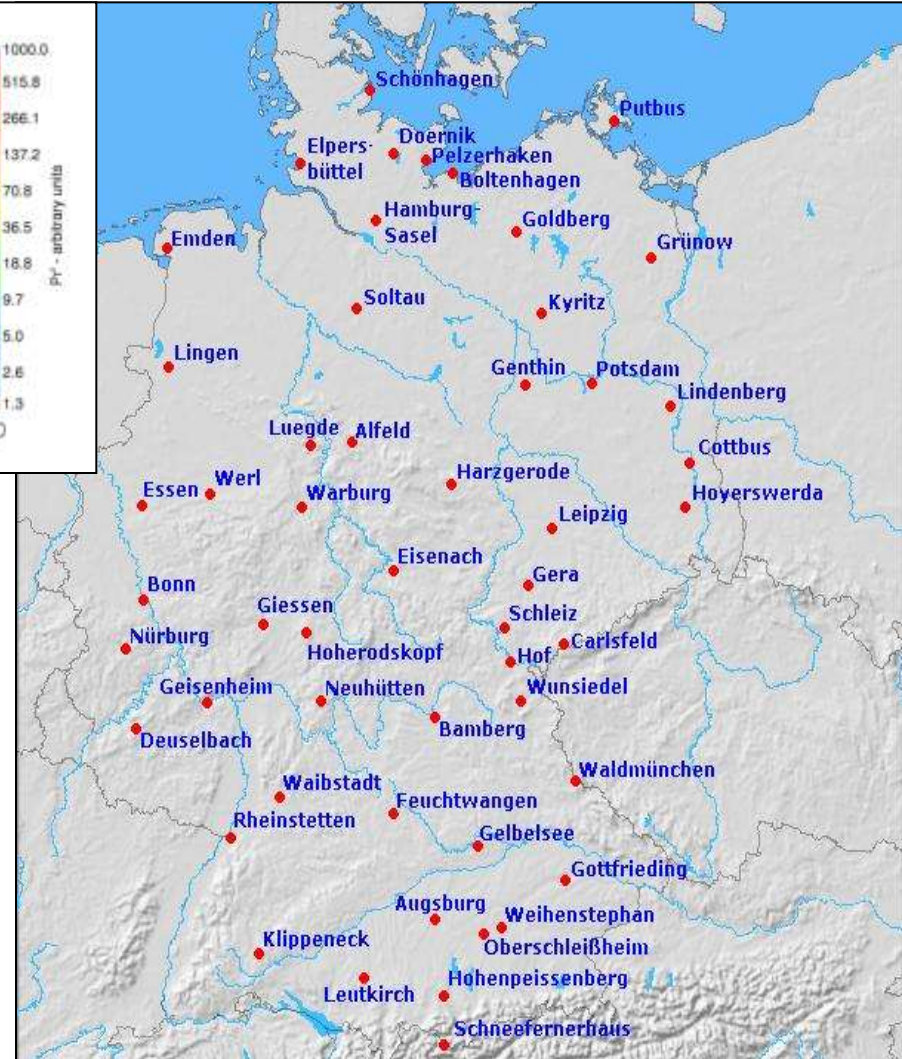 1000.0
515.8
266.1
137.2
70.8
36.5
18.8
9.7
5.0
2.6
1.3
Pr² - arbitrary units
Schönhagen
Putbus
Doernik
Elpers-
büttel
Pelzerhaken
Boltenhagen
Hamburg-
Sasel
Goldberg
Emden
Grünow
Soltau
Kyritz
Lingen
Genthin
Potsdam
Lindenberg
Luegde
Alfeld
Cottbus
Harzgerode
Werl
Essen
Warburg
Hoyerswerda
Leipzig
Eisenach
Gera
Bonn
Giessen
Schleiz
Nürburg
Carlsfeld
Hoherodskopf
Hof
Geisenheim
Neuhütten
Wunsiedel
Bamberg
Deuselbach
Waldmünchen
Waibstadt
Feuchtwangen
Rheinstetten
Gelbelsee
Gottfrieding
Augsburg
Weihenstephan
Klippeneck
Oberschleißheim
Hohenpeissenberg
Leutkirch
Schneefernerhaus